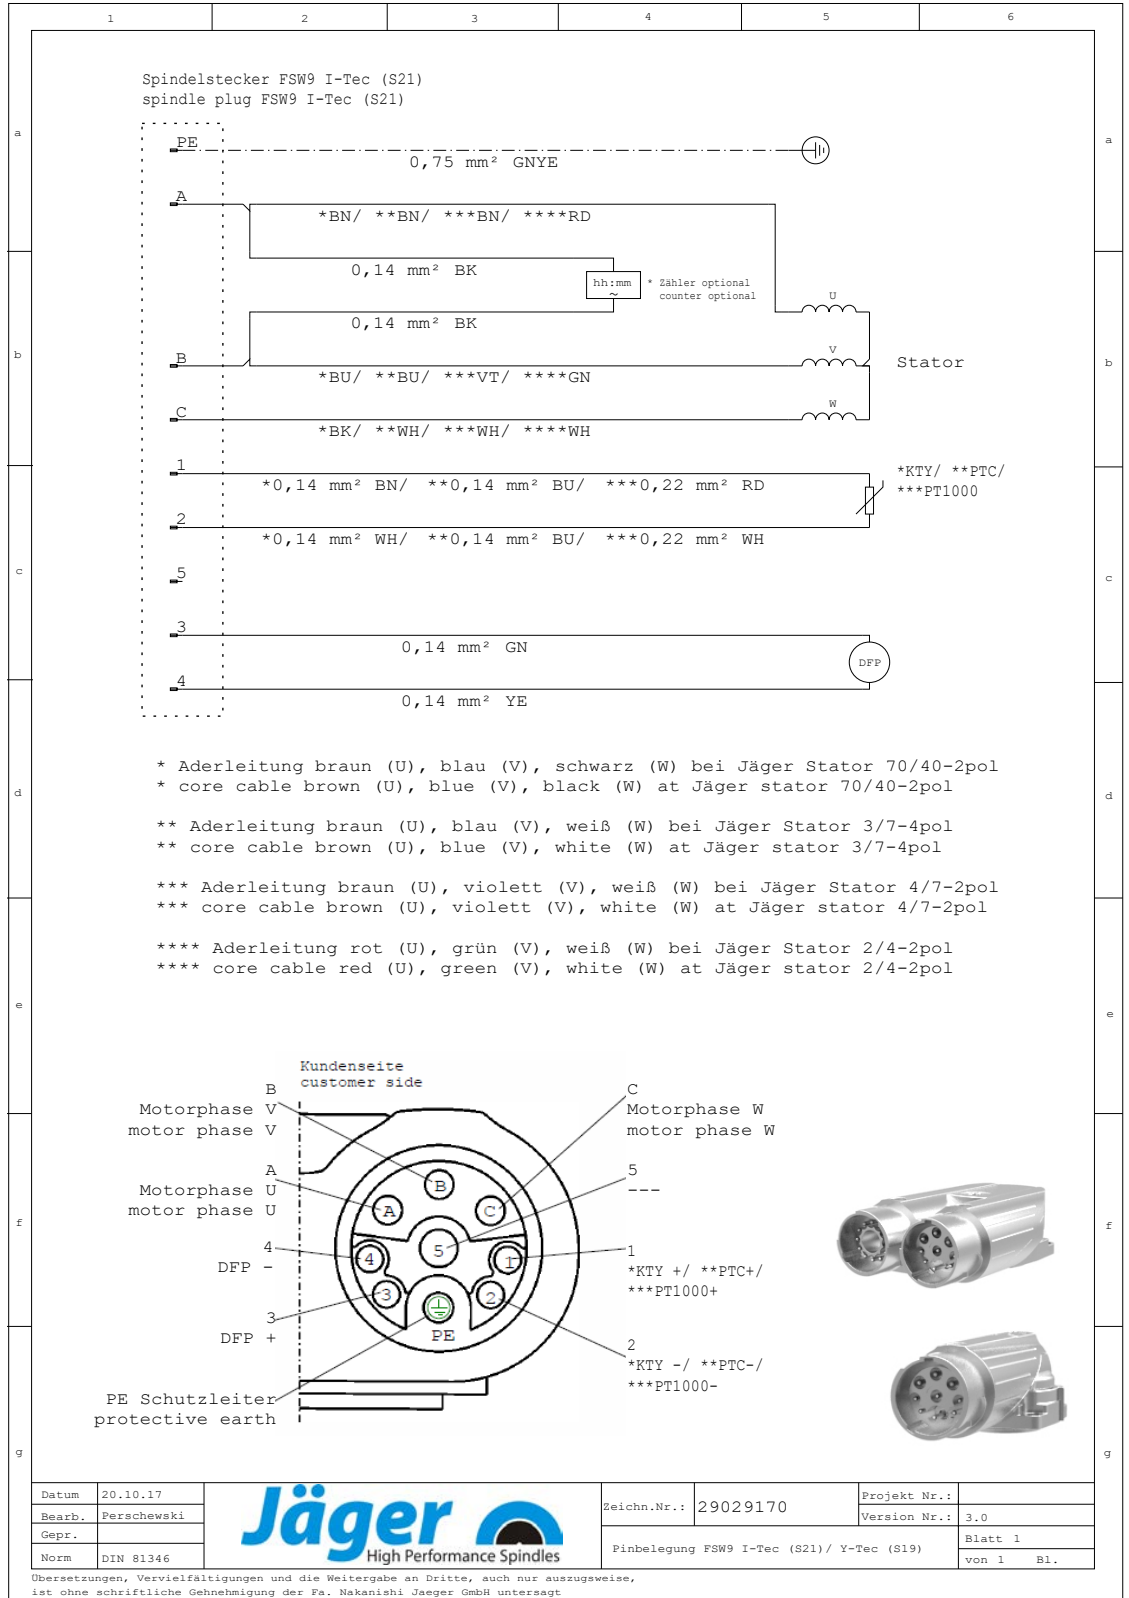 1 2 3 4 5 6
Spindelstecker FSW9 I-Tec (S21)
spindle plug FSW9 I-Tec (S21)
a
a
PE
0,75 mm² GNYE
A
*BN/ **BN/ ***BN/ ****RD
0,14 mm² BK
hh:mm
~
* Zähler optional
counter optional
U
0,14 mm² BK
b
b
V
B
Stator
*BU/ **BU/ ***VT/ ****GN
W
C
*BK/ **WH/ ***WH/ ****WH
1
*KTY/ **PTC/
***PT1000
*0,14 mm² BN/ **0,14 mm² BU/ ***0,22 mm² RD
2
*0,14 mm² WH/ **0,14 mm² BU/ ***0,22 mm² WH
c
c
5
3
0,14 mm² GN
DFP
4
0,14 mm² YE
* Aderleitung braun (U), blau (V), schwarz (W) bei Jäger Stator 70/40-2pol
* core cable brown (U), blue (V), black (W) at Jäger stator 70/40-2pol
d
d
** Aderleitung braun (U), blau (V), weiß (W) bei Jäger Stator 3/7-4pol
** core cable brown (U), blue (V), white (W) at Jäger stator 3/7-4pol
*** Aderleitung braun (U), violett (V), weiß (W) bei Jäger Stator 4/7-2pol
*** core cable brown (U), violett (V), white (W) at Jäger stator 4/7-2pol
**** Aderleitung rot (U), grün (V), weiß (W) bei Jäger Stator 2/4-2pol
**** core cable red (U), green (V), white (W) at Jäger stator 2/4-2pol
e
e
Kundenseite
customer side
B
Motorphase V
motor phase V
C
Motorphase W
motor phase W
A
Motorphase U
motor phase U
5
---
B
A
C
f
f
4
DFP -
4
5
1
1
*KTY +/ **PTC+/
***PT1000+
3
2
3
DFP +
PE
2
*KTY -/ **PTC-/
***PT1000-
PE Schutzleiter
protective earth
g
g
Datum 20.10.17
Bearb. Perschewski
Gepr.
Norm DIN 81346
Jäger
High Performance Spindles
Zeichn.Nr.: 29029170
Pinbelegung FSW9 I-Tec (S21)/ Y-Tec (S19)
Projekt Nr.:
Version Nr.: 3.0
Blatt 1
von 1 Bl.
Übersetzungen, Vervielfältigungen und die Weitergabe an Dritte, auch nur auszugsweise,
ist ohne schriftliche Gehnehmigung der Fa. Nakanishi Jaeger GmbH untersagt